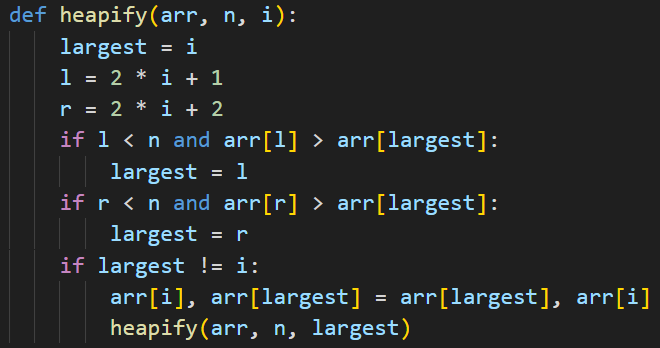 def heapify(arr, n, i):
    largest = i
    l = 2 * i + 1
    r = 2 * i + 2
    if l < n and arr[l] > arr[largest]:
        largest = l
    if r < n and arr[r] > arr[largest]:
        largest = r
    if largest != i:
        arr[i], arr[largest] = arr[largest], arr[i]
        heapify(arr, n, largest)